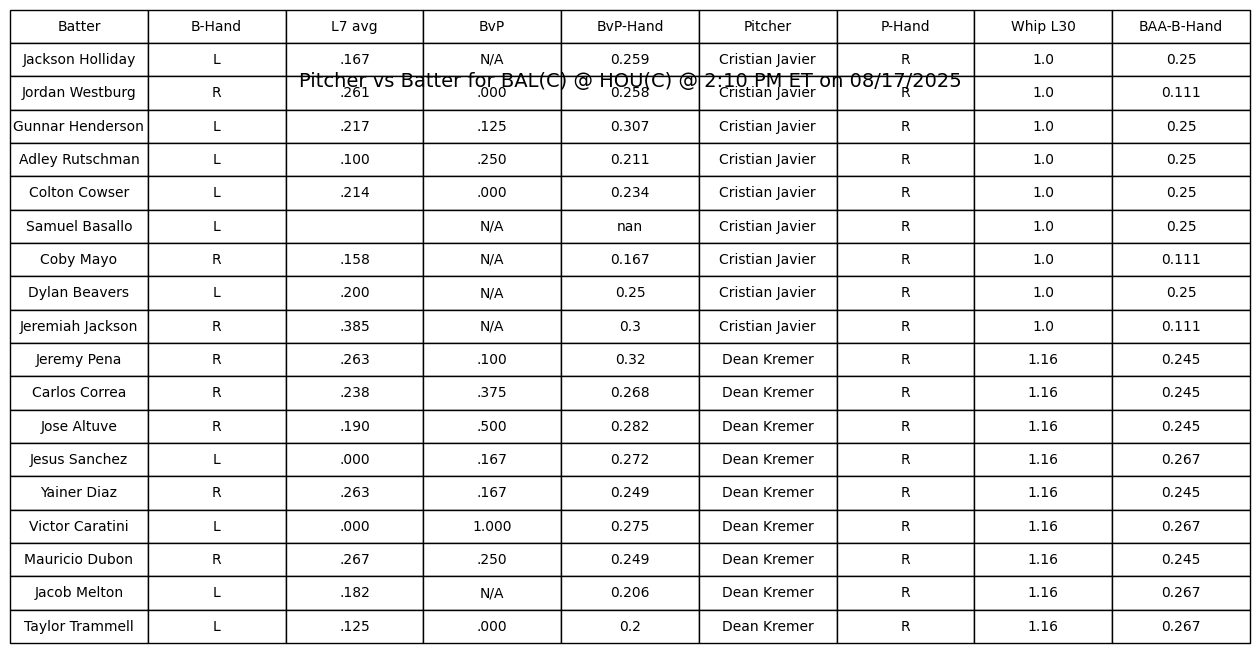 Batter B-Hand L7 avg BvP BvP-Hand Pitcher P-Hand Whip L30 BAA-B-Hand
Jackson Holliday L .167 N/A 0.259 Cristian Javier R 1.0 0.25
Pitcher vs Batter for BAL(C) @ HOU(C) @ 2:10 PM ET on 08/17/2025
Jordan Westburg R .261 .000 0.258 Cristian Javier R 1.0 0.111
Gunnar Henderson L .217 .125 0.307 Cristian Javier R 1.0 0.25
Adley Rutschman L .100 .250 0.211 Cristian Javier R 1.0 0.25
Colton Cowser L .214 .000 0.234 Cristian Javier R 1.0 0.25
Samuel Basallo L N/A nan Cristian Javier R 1.0 0.25
Coby Mayo R .158 N/A 0.167 Cristian Javier R 1.0 0.111
Dylan Beavers L .200 N/A 0.25 Cristian Javier R 1.0 0.25
Jeremiah Jackson R .385 N/A 0.3 Cristian Javier R 1.0 0.111
Jeremy Pena R .263 .100 0.32 Dean Kremer R 1.16 0.245
Carlos Correa R .238 .375 0.268 Dean Kremer R 1.16 0.245
Jose Altuve R .190 .500 0.282 Dean Kremer R 1.16 0.245
Jesus Sanchez L .000 .167 0.272 Dean Kremer R 1.16 0.267
Yainer Diaz R .263 .167 0.249 Dean Kremer R 1.16 0.245
Victor Caratini L .000 1.000 0.275 Dean Kremer R 1.16 0.267
Mauricio Dubon R .267 .250 0.249 Dean Kremer R 1.16 0.245
Jacob Melton L .182 N/A 0.206 Dean Kremer R 1.16 0.267
Taylor Trammell L .125 .000 0.2 Dean Kremer R 1.16 0.267